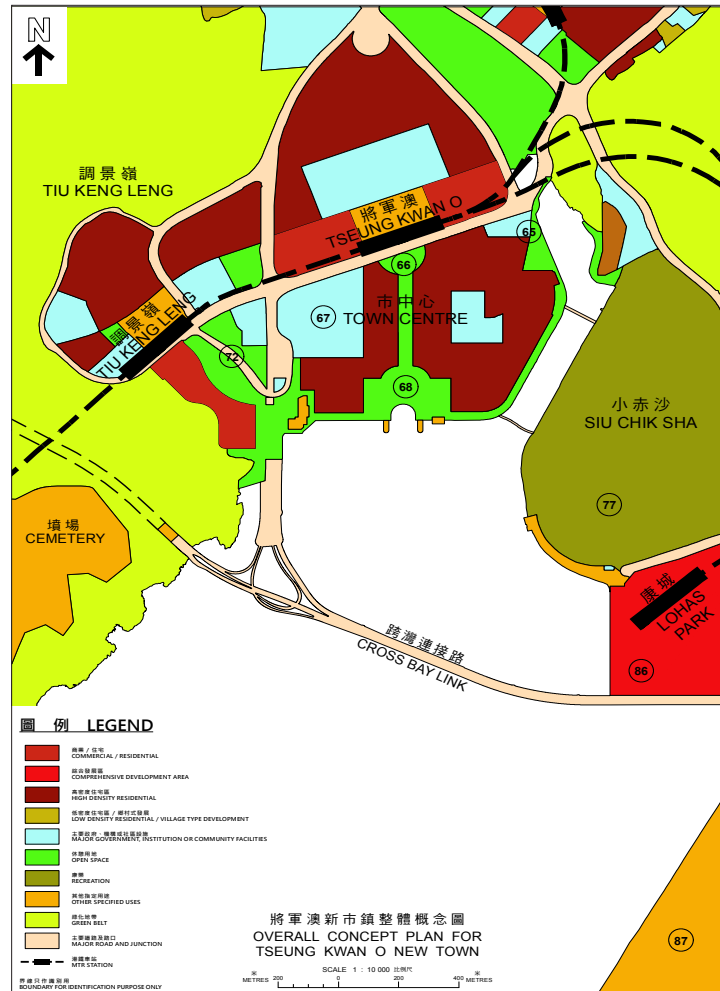 N
調景嶺
TIU KENG LENG
將軍澳
TSEUNG KWAN O
65
66
市中心
TOWN CENTRE
67
調景嶺
TIU KENG LENG
72
68
小赤沙
SIU CHIK SHA
77
墳場
CEMETERY
康城
LOHAS
PARK
跨灣連接路
CROSS BAY LINK
86
圖 例 LEGEND
商業 / 住宅
COMMERCIAL / RESIDENTIAL
綜合發展區
COMPREHENSIVE DEVELOPMENT AREA
高密度住宅區
HIGH DENSITY RESIDENTIAL
低密度住宅區 / 鄉村式發展
LOW DENSITY RESIDENTIAL / VILLAGE TYPE DEVELOPMENT
主要政府、機構或社區設施
MAJOR GOVERNMENT, INSTITUTION OR COMMUNITY FACILITIES
休憩用地
OPEN SPACE
康樂
RECREATION
其他指定用途
OTHER SPECIFIED USES
綠化地帶
GREEN BELT
主要道路及路口
MAJOR ROAD AND JUNCTION
港鐵車站
MTR STATION
界線只作識別用
BOUNDARY FOR IDENTIFICATION PURPOSE ONLY
將軍澳新市鎮整體概念圖
OVERALL CONCEPT PLAN FOR
TSEUNG KWAN O NEW TOWN
SCALE 1 : 10 000 比例尺
米
METRES 200 0 200 400 米
METRES
87